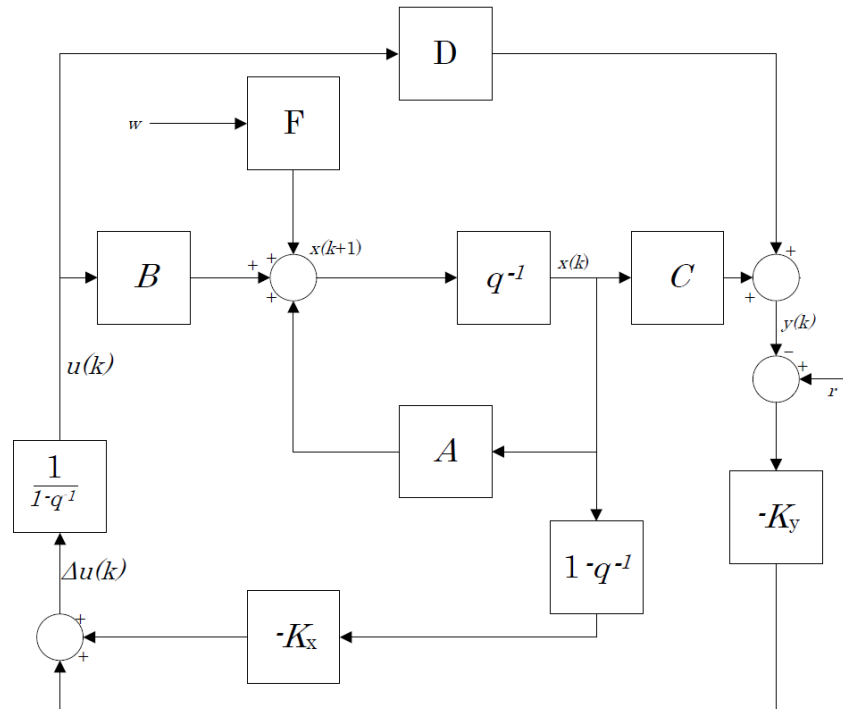 D
F
w
+
x(k+1)
+ +
+
B
q⁻¹
x(k)
C
+
+
y(k)
−
+
r
u(k)
A
1
1-q⁻¹
-Ky
1-q⁻¹
Δu(k)
+
+
-Kx